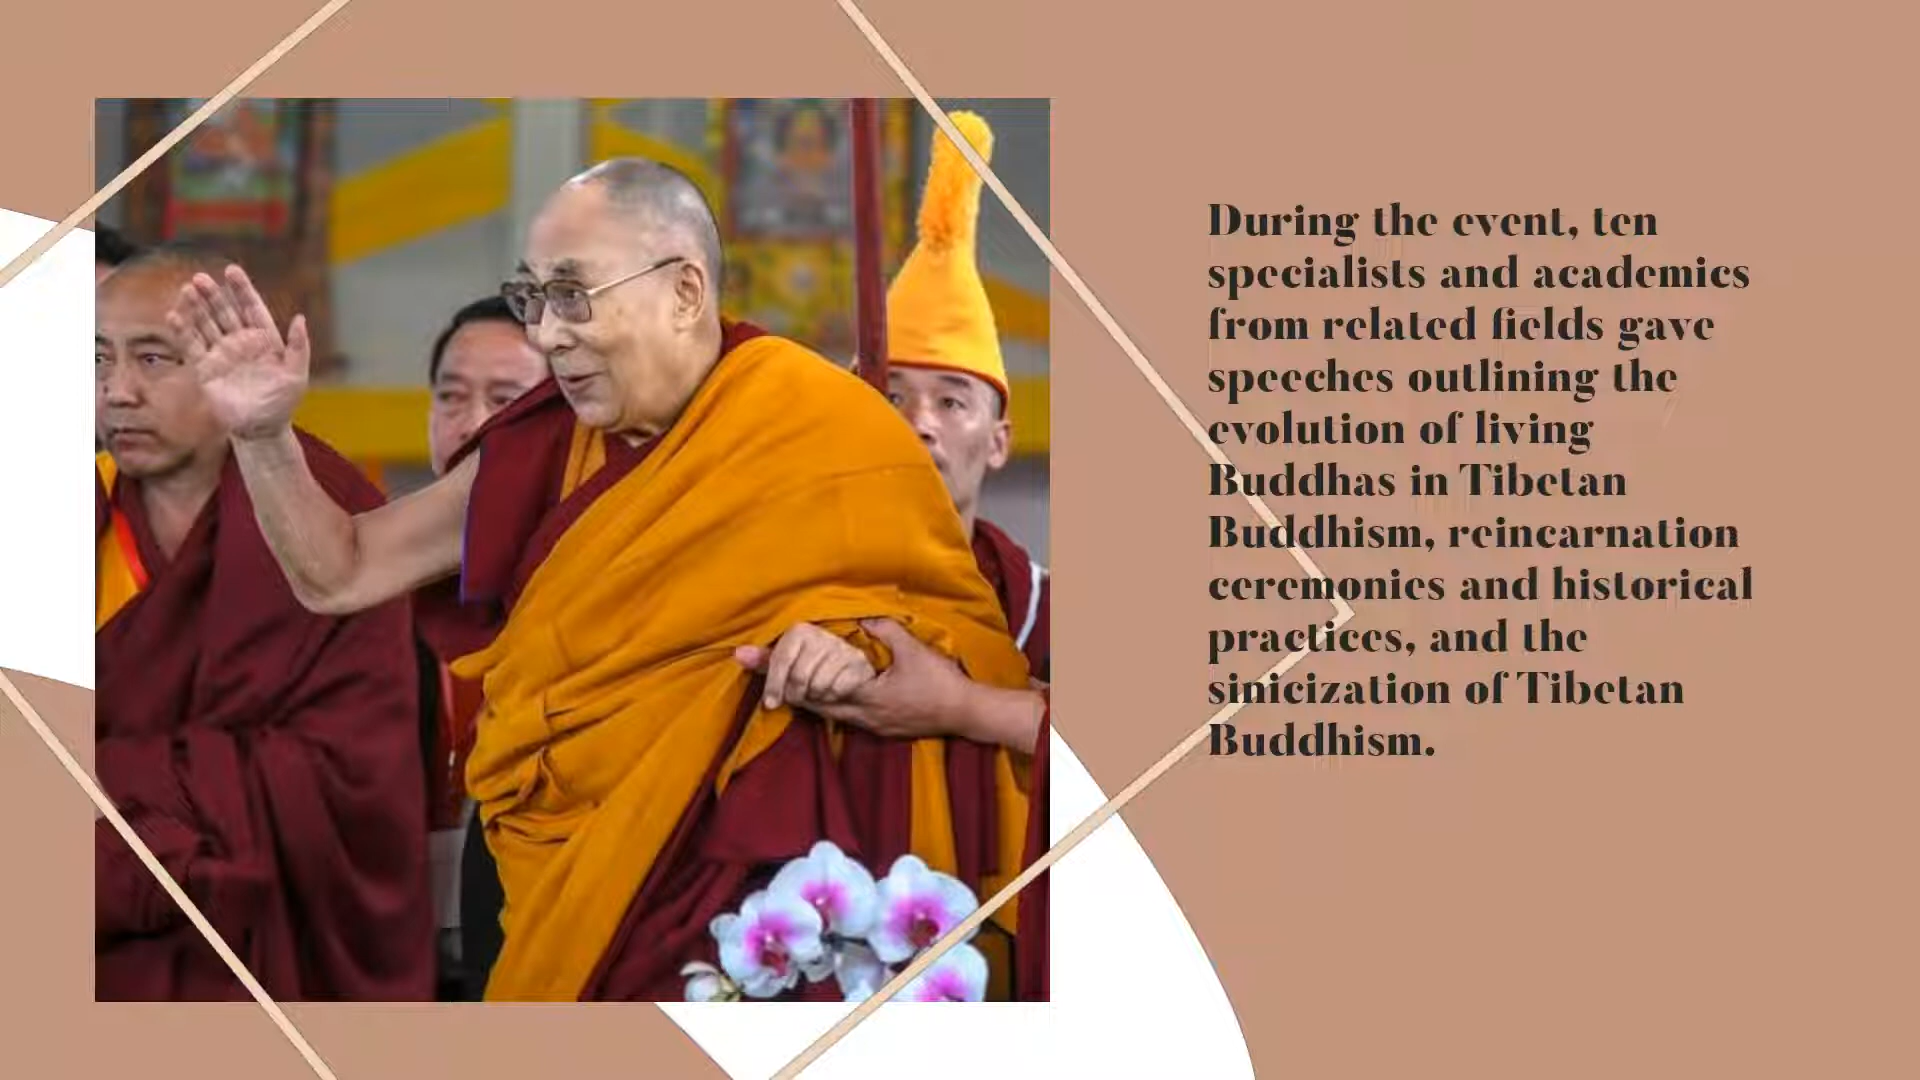 During the event, ten
specialists and academics
from related fields gave
speeches outlining the
evolution of living
Buddhas in Tibetan
Buddhism, reincarnation
ceremonies and historical
practices, and the
sinicization of Tibetan
Buddhism.